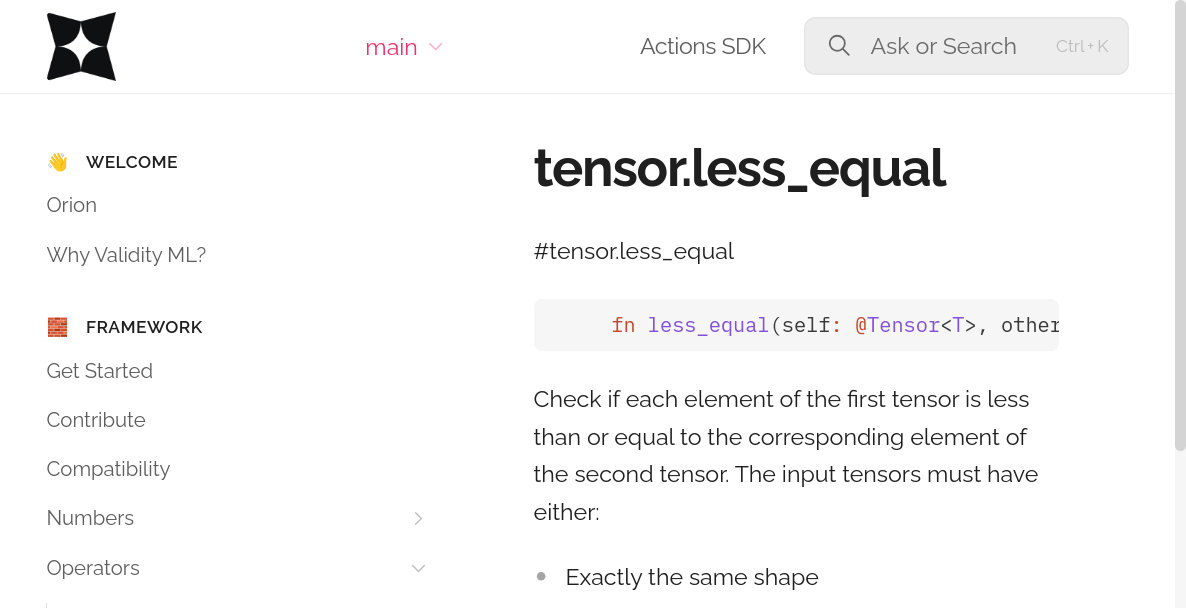 main
Actions SDK
Ask or Search
Ctrl + K
👋 WELCOME
Orion
Why Validity ML?
🧱 FRAMEWORK
Get Started
Contribute
Compatibility
Numbers
Operators
tensor.less_equal
#tensor.less_equal
fn less_equal(self: @Tensor<T>, other
Check if each element of the first tensor is less
than or equal to the corresponding element of
the second tensor. The input tensors must have
either:
Exactly the same shape